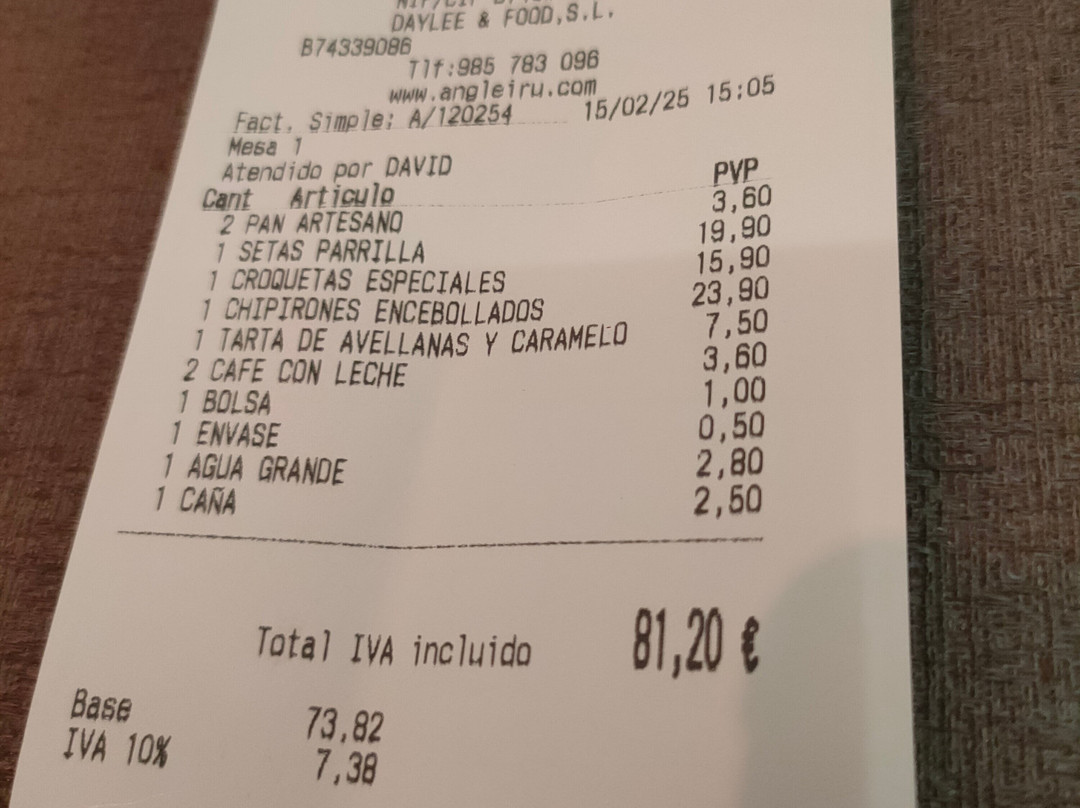 DAYLEE & FOOD,S.L.
B74339086
Tlf:985 783 096
www.angleiru.com
Fact. Simple: A/120254 15/02/25 15:05
Mesa 1
Atendido por DAVID
Cant Articulo PVP
2 PAN ARTESANO 3,60
1 SETAS PARRILLA 19,90
1 CROQUETAS ESPECIALES 15,90
1 CHIPIRONES ENCEBOLLADOS 23,90
1 TARTA DE AVELLANAS Y CARAMELO 7,50
2 CAFE CON LECHE 3,60
1 BOLSA 1,00
1 ENVASE 0,50
1 AGUA GRANDE 2,80
1 CAÑA 2,50
Total IVA incluido 81,20 €
Base 73,82
IVA 10% 7,38